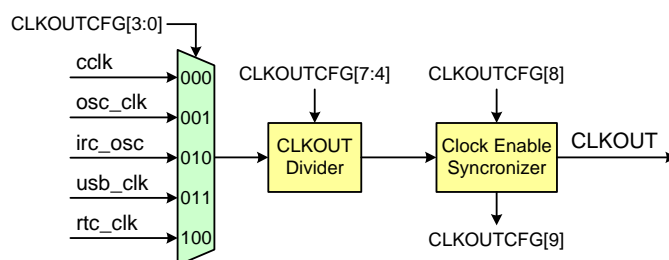 CLKOUTCFG[3:0]
cclk
000
CLKOUTCFG[7:4]
CLKOUTCFG[8]
osc_clk
001
irc_osc
010
CLKOUT
Divider
Clock Enable
Syncronizer
CLKOUT
usb_clk
011
rtc_clk
100
CLKOUTCFG[9]